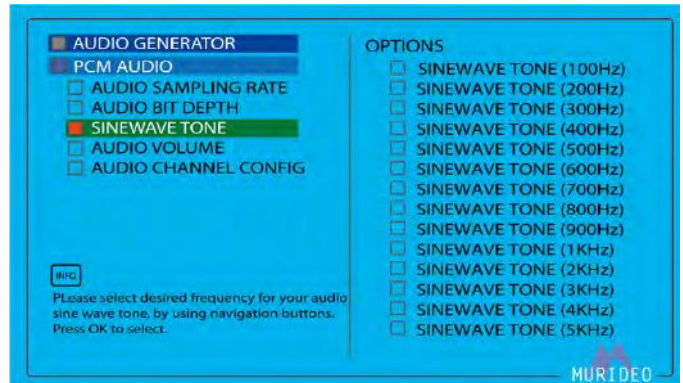 AUDIO GENERATOR
PCM AUDIO
AUDIO SAMPLING RATE
AUDIO BIT DEPTH
SINEWAVE TONE
AUDIO VOLUME
AUDIO CHANNEL CONFIG
INFO
PLease select desired frequency for your audio
sine wave tone, by using navigation buttons.
Press OK to select.
OPTIONS
SINEWAVE TONE (100Hz)
SINEWAVE TONE (200Hz)
SINEWAVE TONE (300Hz)
SINEWAVE TONE (400Hz)
SINEWAVE TONE (500Hz)
SINEWAVE TONE (600Hz)
SINEWAVE TONE (700Hz)
SINEWAVE TONE (800Hz)
SINEWAVE TONE (900Hz)
SINEWAVE TONE (1KHz)
SINEWAVE TONE (2KHz)
SINEWAVE TONE (3KHz)
SINEWAVE TONE (4KHz)
SINEWAVE TONE (5KHz)
MURIDEO